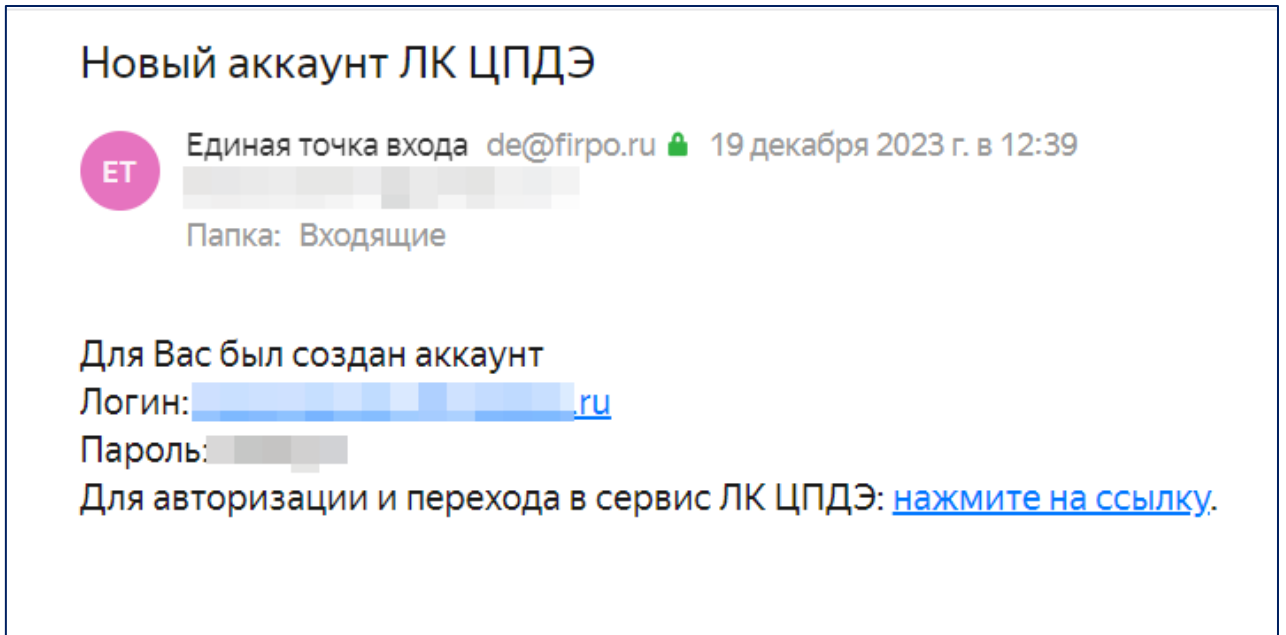 Новый аккаунт ЛК ЦПДЭ
ЕТ
Единая точка входа de@firpo.ru 19 декабря 2023 г. в 12:39
Папка: Входящие
Для Вас был создан аккаунт
Логин: .ru
Пароль:
Для авторизации и перехода в сервис ЛК ЦПДЭ: нажмите на ссылку.